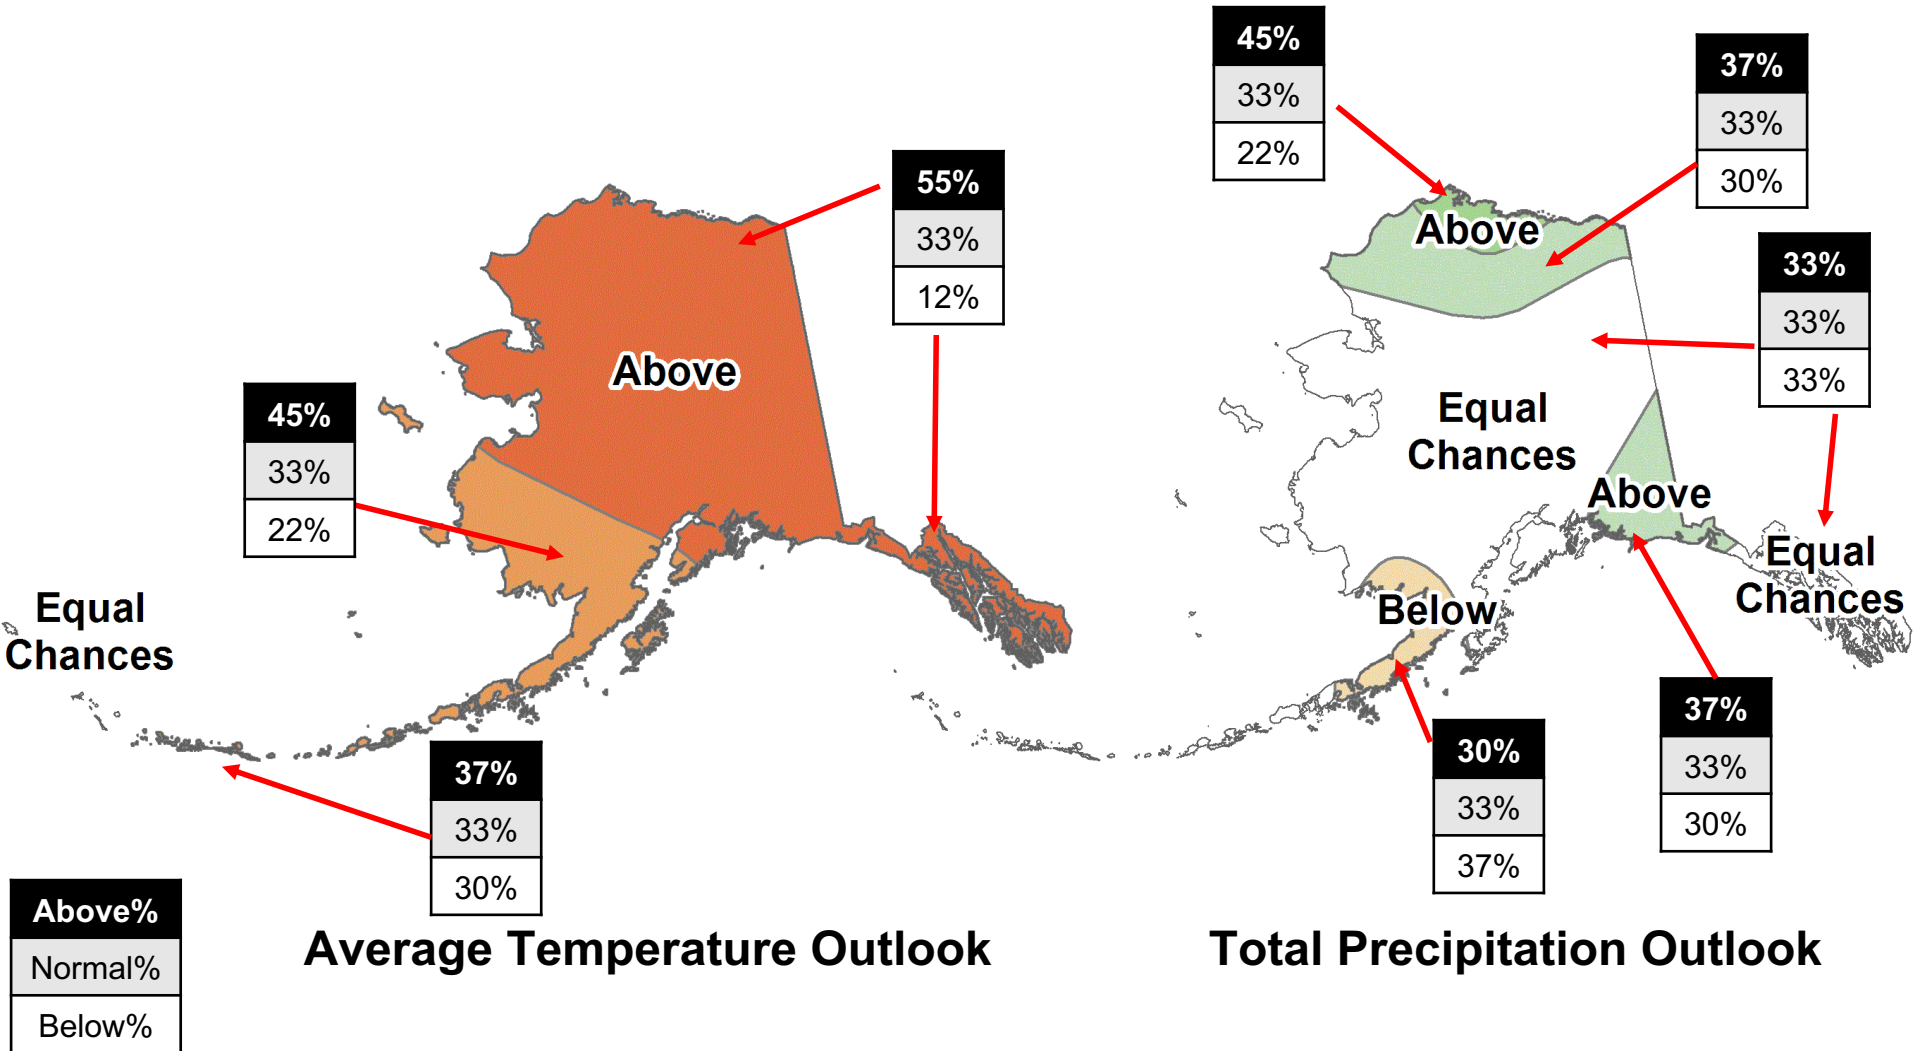 55%
33%
12%
Above
45%
33%
22%
Equal
Chances
37%
33%
30%
Above%
Normal%
Below%
Average Temperature Outlook
45%
33%
22%
37%
33%
30%
Above
33%
33%
33%
Equal
Chances
Above
Equal
Chances
Below
30%
33%
37%
37%
33%
30%
Total Precipitation Outlook